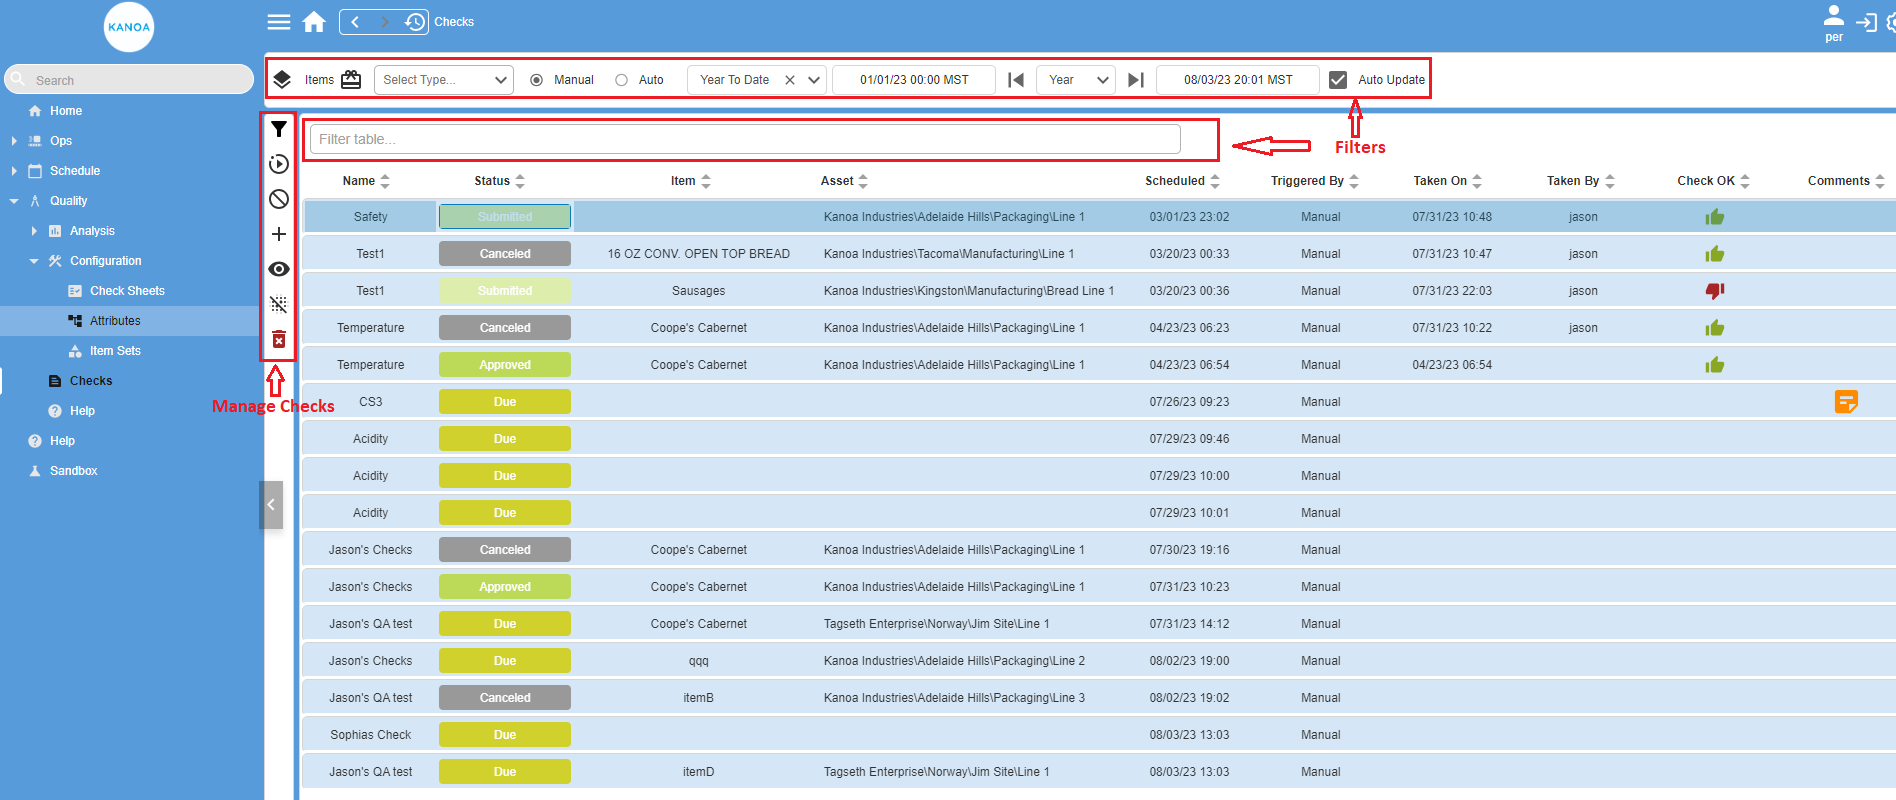 KANOA
Checks
per
Search
Items Select Type... Manual Auto Year To Date 01/01/23 00:00 MST Year 08/03/23 20:01 MST Auto Update
Home
Ops
Schedule
Quality
Analysis
Configuration
Check Sheets
Attributes
Item Sets
Checks
Help
Help
Sandbox
Manage Checks
Filter table...
Filters
Name Status Item Asset Scheduled Triggered By Taken On Taken By Check OK Comments
Safety Submitted Kanoa Industries\Adelaide Hills\Packaging\Line 1 03/01/23 23:02 Manual 07/31/23 10:48 jason
Test1 Canceled 16 OZ CONV. OPEN TOP BREAD Kanoa Industries\Tacoma\Manufacturing\Line 1 03/20/23 00:33 Manual 07/31/23 10:47 jason
Test1 Submitted Sausages Kanoa Industries\Kingston\Manufacturing\Bread Line 1 03/20/23 00:36 Manual 07/31/23 22:03 jason
Temperature Canceled Coope's Cabernet Kanoa Industries\Adelaide Hills\Packaging\Line 1 04/23/23 06:23 Manual 07/31/23 10:22 jason
Temperature Approved Coope's Cabernet Kanoa Industries\Adelaide Hills\Packaging\Line 1 04/23/23 06:54 Manual 04/23/23 06:54
CS3 Due 07/26/23 09:23 Manual
Acidity Due 07/29/23 09:46 Manual
Acidity Due 07/29/23 10:00 Manual
Acidity Due 07/29/23 10:01 Manual
Jason's Checks Canceled Coope's Cabernet Kanoa Industries\Adelaide Hills\Packaging\Line 1 07/30/23 19:16 Manual
Jason's Checks Approved Coope's Cabernet Kanoa Industries\Adelaide Hills\Packaging\Line 1 07/31/23 10:23 Manual
Jason's QA test Due Coope's Cabernet Tagseth Enterprise\Norway\Jim Site\Line 1 07/31/23 14:12 Manual
Jason's Checks Due qqq Kanoa Industries\Adelaide Hills\Packaging\Line 2 08/02/23 19:00 Manual
Jason's QA test Canceled itemB Kanoa Industries\Adelaide Hills\Packaging\Line 3 08/02/23 19:02 Manual
Sophias Check Due 08/03/23 13:03 Manual
Jason's QA test Due itemD Tagseth Enterprise\Norway\Jim Site\Line 1 08/03/23 13:03 Manual